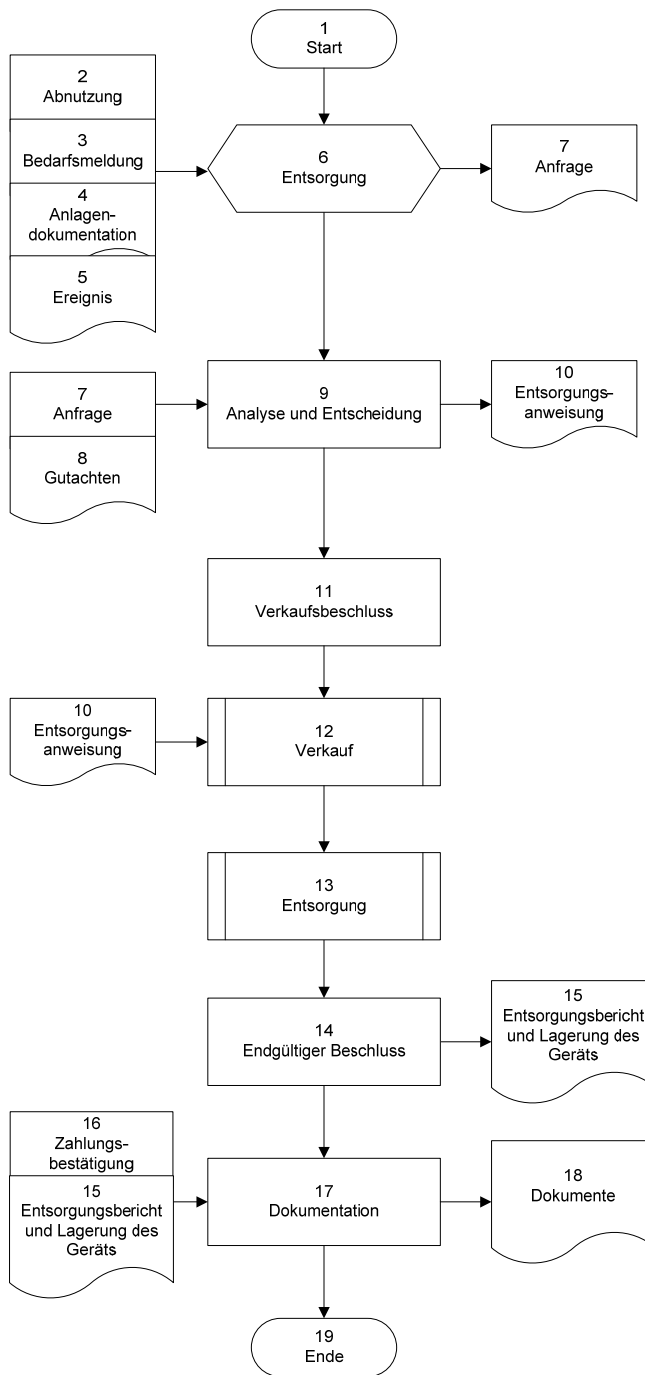 1
Start
2
Abnutzung
3
Bedarfsmeldung
4
Anlagen-
dokumentation
5
Ereignis
6
Entsorgung
7
Anfrage
7
Anfrage
8
Gutachten
9
Analyse und Entscheidung
10
Entsorgungs-
anweisung
11
Verkaufsbeschluss
10
Entsorgungs-
anweisung
12
Verkauf
13
Entsorgung
14
Endgültiger Beschluss
15
Entsorgungsbericht
und Lagerung des
Geräts
16
Zahlungs-
bestätigung
15
Entsorgungsbericht
und Lagerung des
Geräts
17
Dokumentation
18
Dokumente
19
Ende